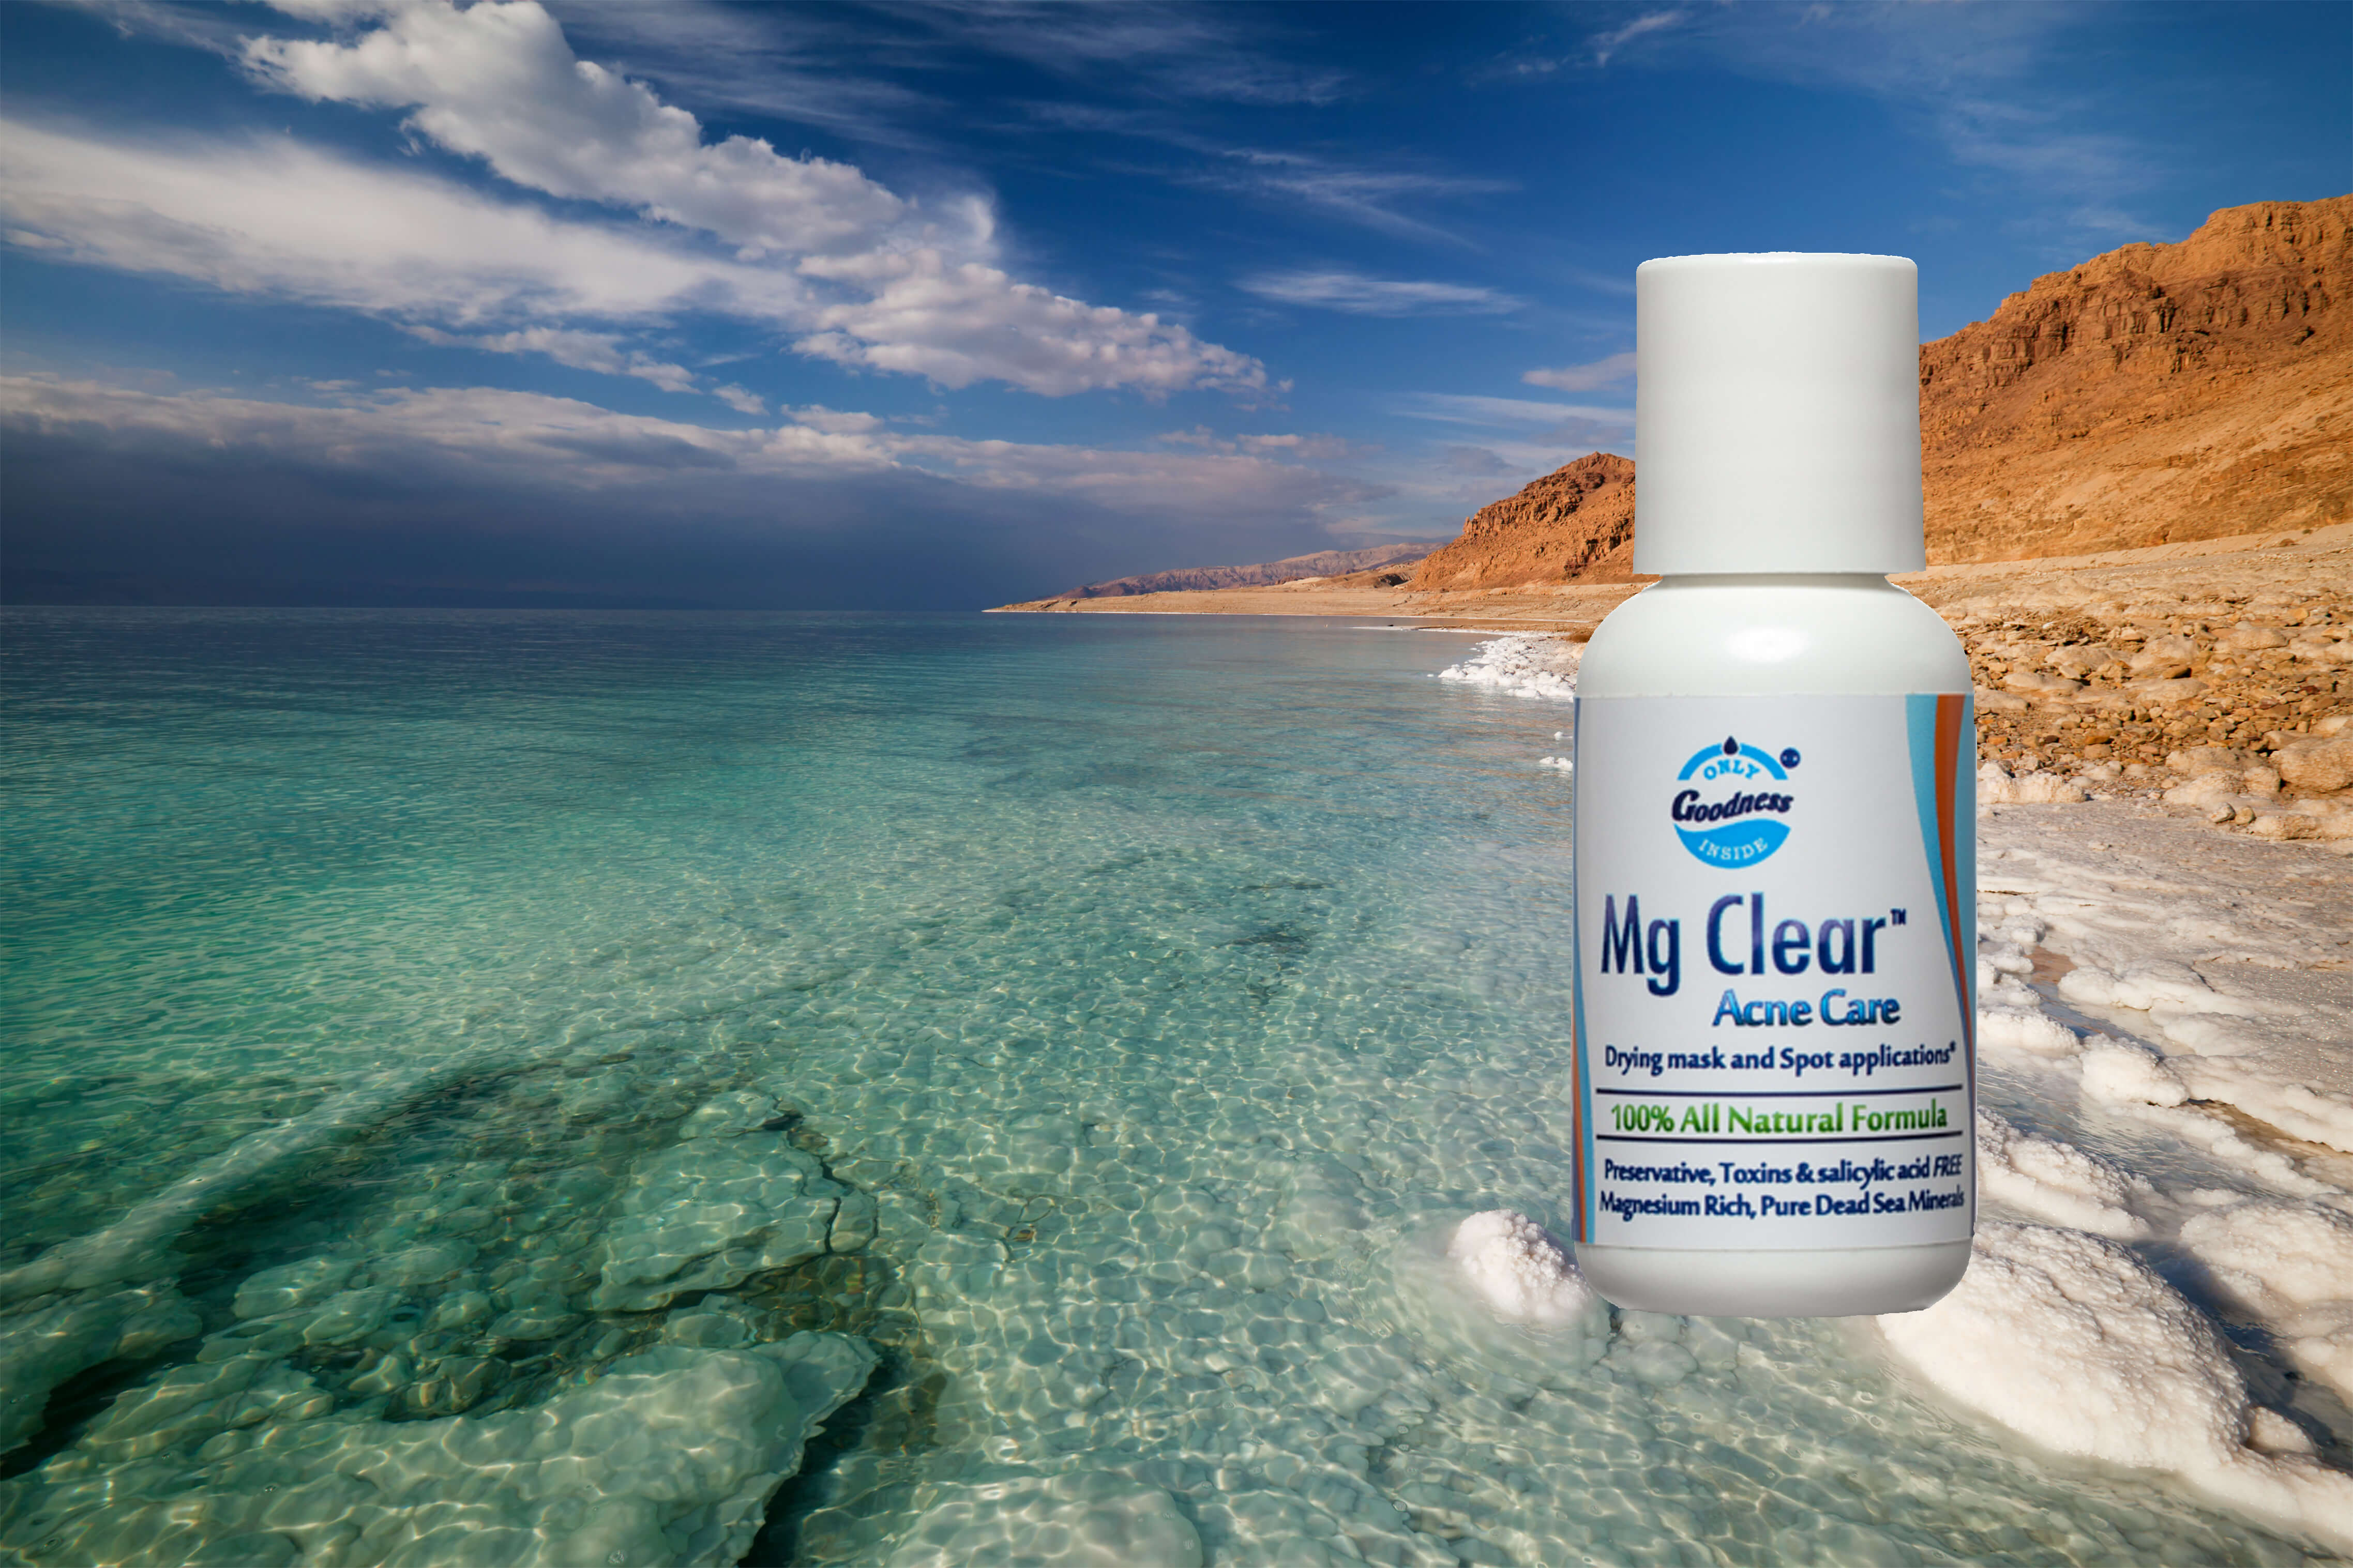 ONLY
Goodness
INSIDE
Mg Clear™
Acne Care
Drying mask and Spot applications*
100% All Natural Formula
Preservative, Toxins & salicylic acid FREE
Magnesium Rich, Pure Dead Sea Minerals